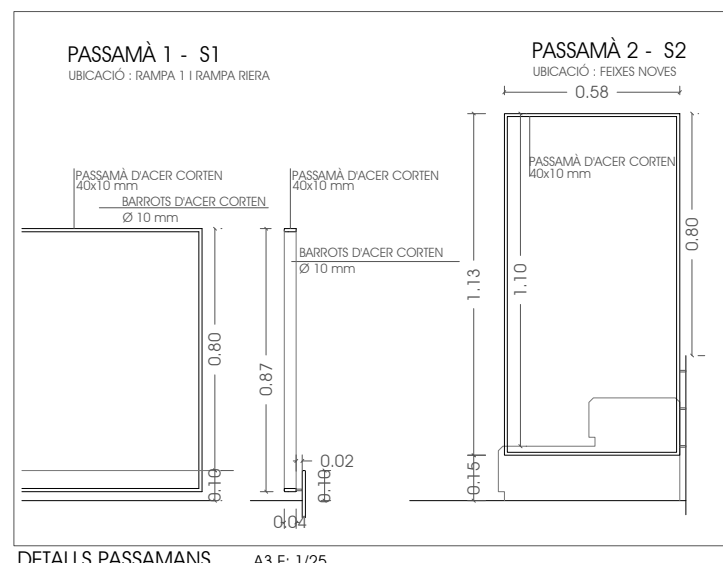 PASSAMÀ 1 - S1
UBICACIÓ : RAMPA 1 I RAMPA RIERA
PASSAMÀ 2 - S2
UBICACIÓ : FEIXES NOVES
0.58
PASSAMÀ D'ACER CORTEN
40x10 mm
BARROTS D'ACER CORTEN
Ø 10 mm
PASSAMÀ D'ACER CORTEN
40x10 mm
BARROTS D'ACER CORTEN
Ø 10 mm
PASSAMÀ D'ACER CORTEN
40x10 mm
0.80
0.87
1.13
1.10
0.80
0.10
0.02
0.10
0.04
0.15
DETALLS PASSAMANS A3 E: 1/25